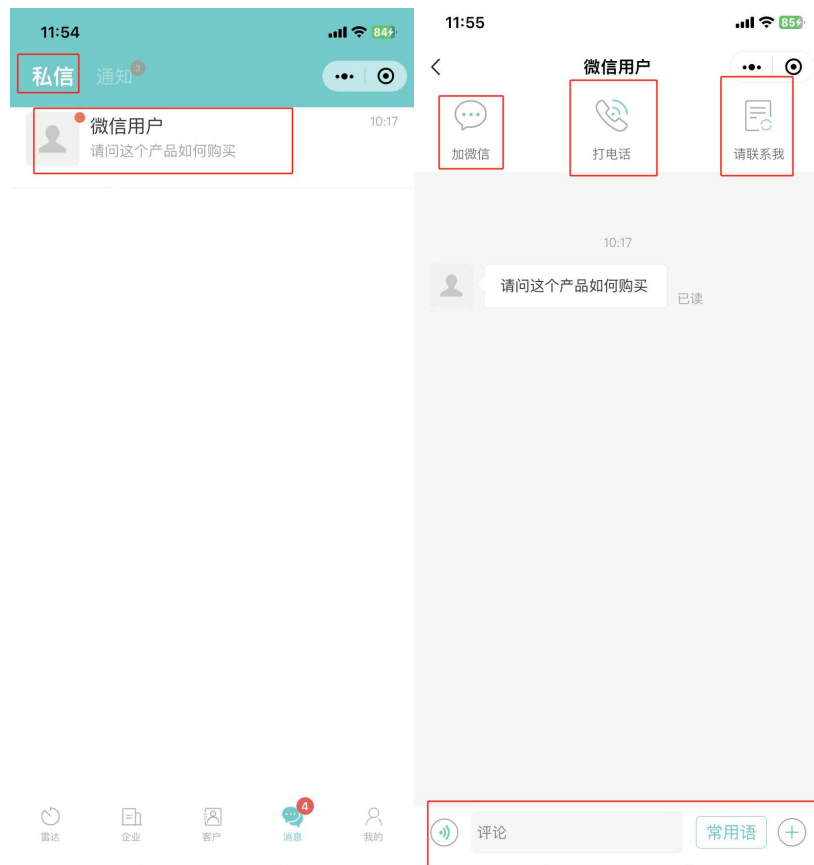 11:54
84
私信
通知
3
微信用户
10:17
请问这个产品如何购买
雷达
企业
客户
4
消息
我的
11:55
85
微信用户
加微信
打电话
请联系我
10:17
请问这个产品如何购买
已读
评论
常用语